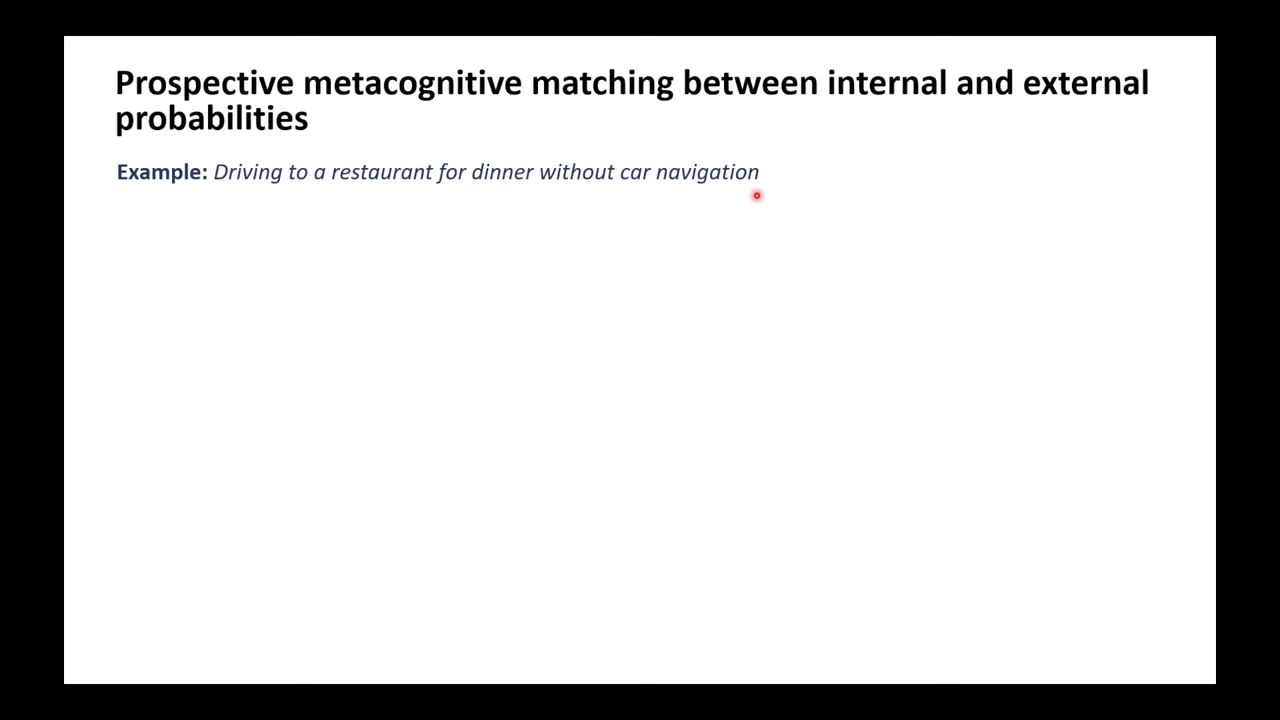 Prospective metacognitive matching between internal and external
probabilities
Example: Driving to a restaurant for dinner without car navigation